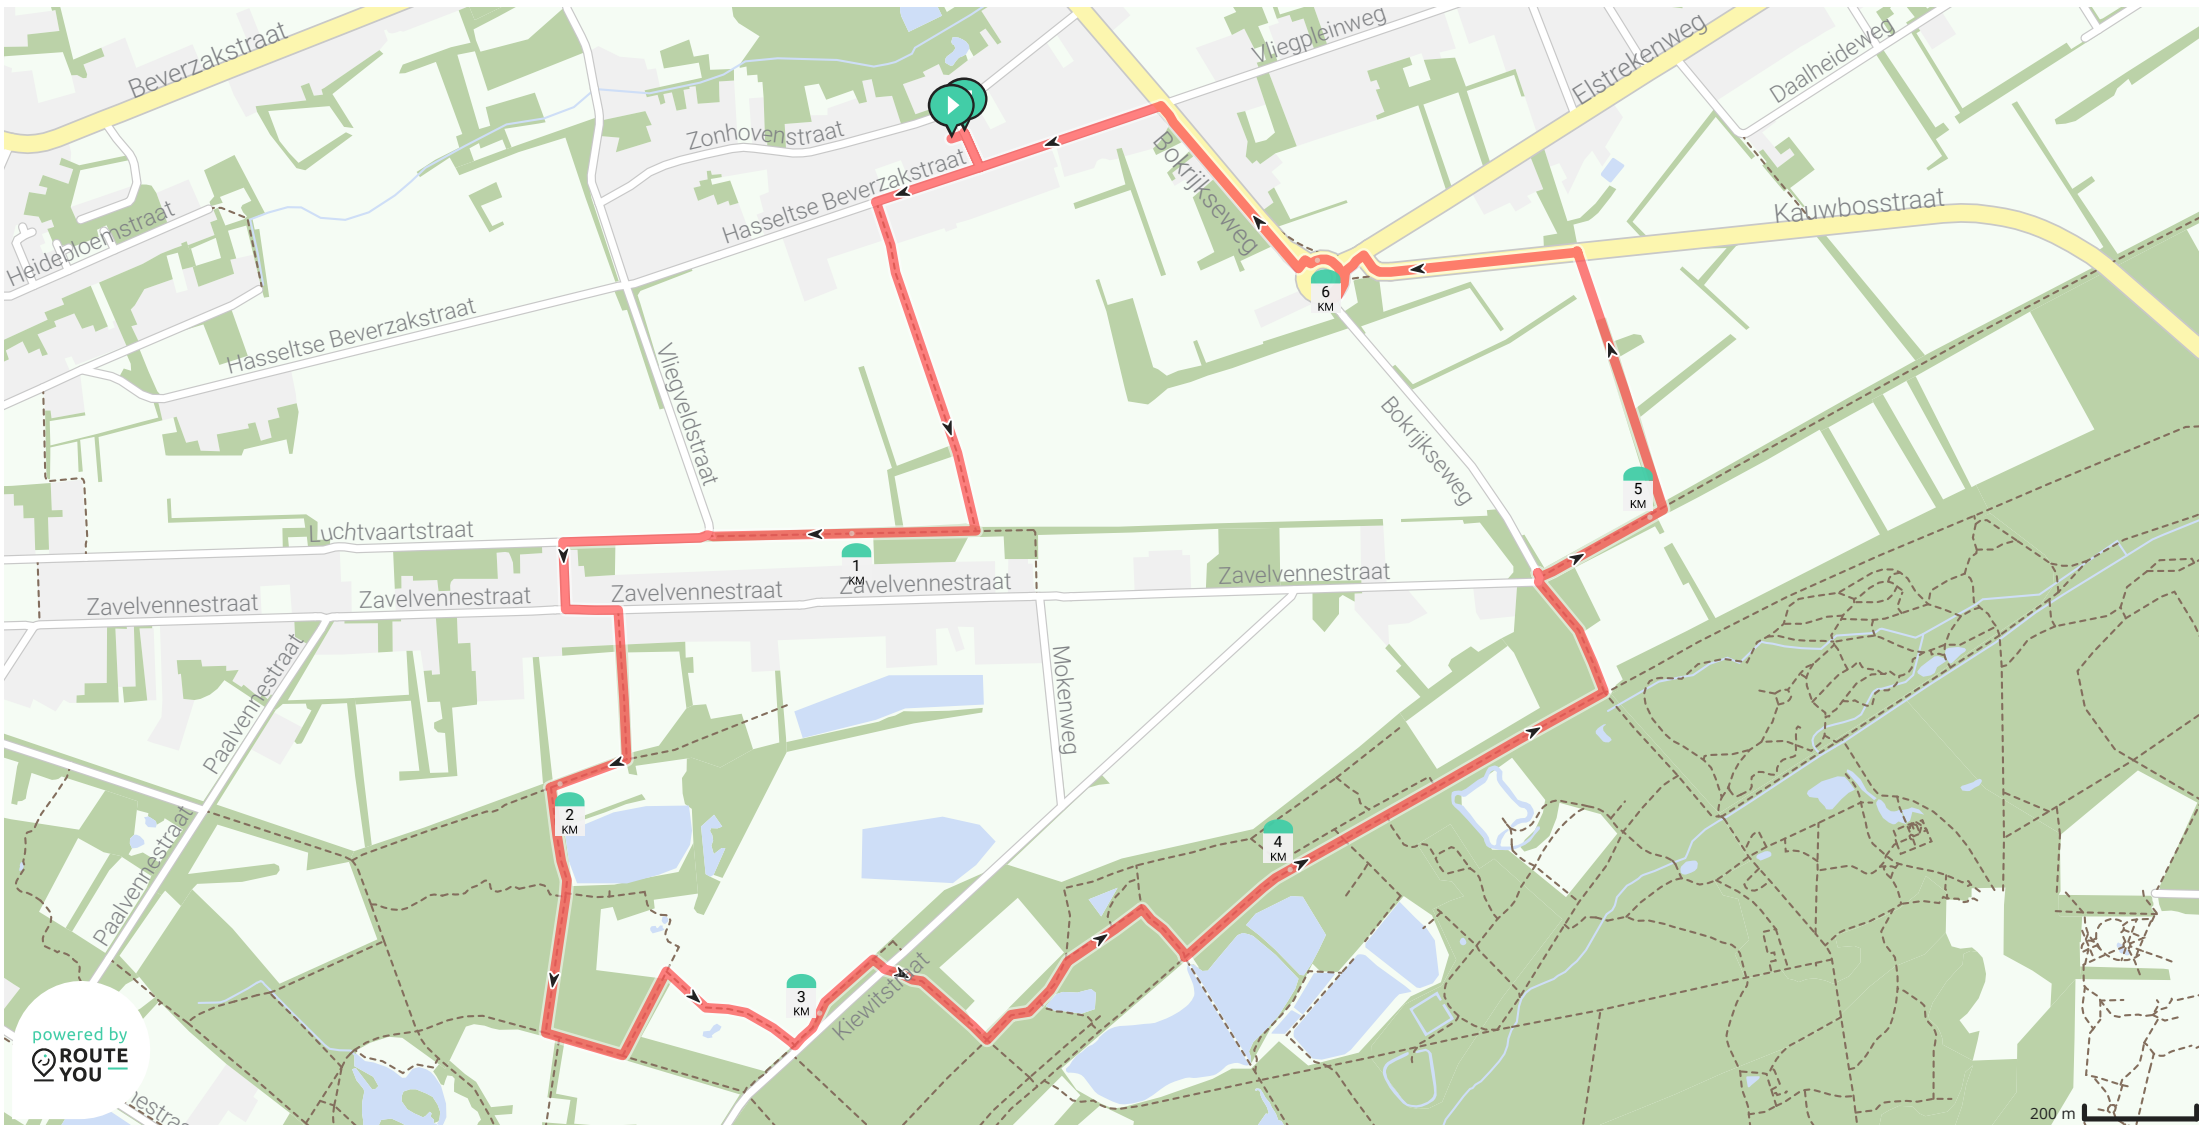 Beverzakstraat
Vliegpleinweg
Elstrekenweg
Daalheideweg
Zonhovenstraat
Bokrijkseweg
Hasseltse Beverzakstraat
Kauwbosstraat
Heidebloemstraat
6
KM
Hasseltse Beverzakstraat
Vliegveldstraat
Bokrijkseweg
5
KM
Luchtvaartstraat
1
KM
Zavelvennestraat
Zavelvennestraat
Zavelvennestraat
Zavelvennestraat
Zavelvennestraat
Paalvennestraat
Mokenweg
2
KM
4
KM
Paalvennestraat
3
KM
Kiewitstraat
powered by
ROUTE
YOU
200 m